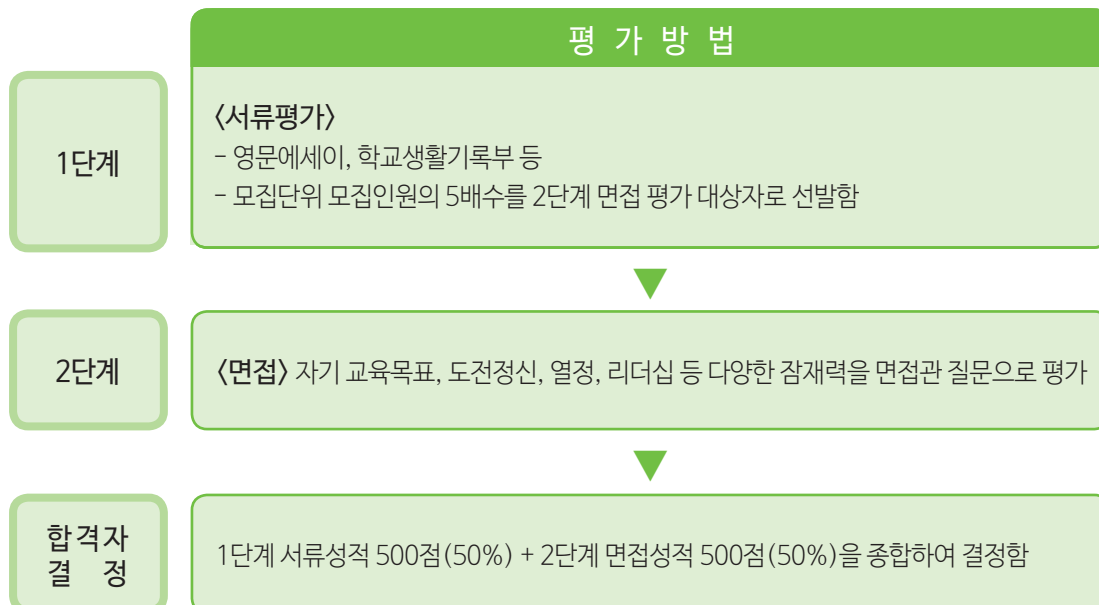 평 가 방 법
1단계
〈서류평가〉
- 영문에세이, 학교생활기록부 등
- 모집단위 모집인원의 5배수를 2단계 면접 평가 대상자로 선발함
2단계
〈면접〉 자기 교육목표, 도전정신, 열정, 리더십 등 다양한 잠재력을 면접관 질문으로 평가
합격자
결 정
1단계 서류성적 500점(50%) + 2단계 면접성적 500점(50%)을 종합하여 결정함